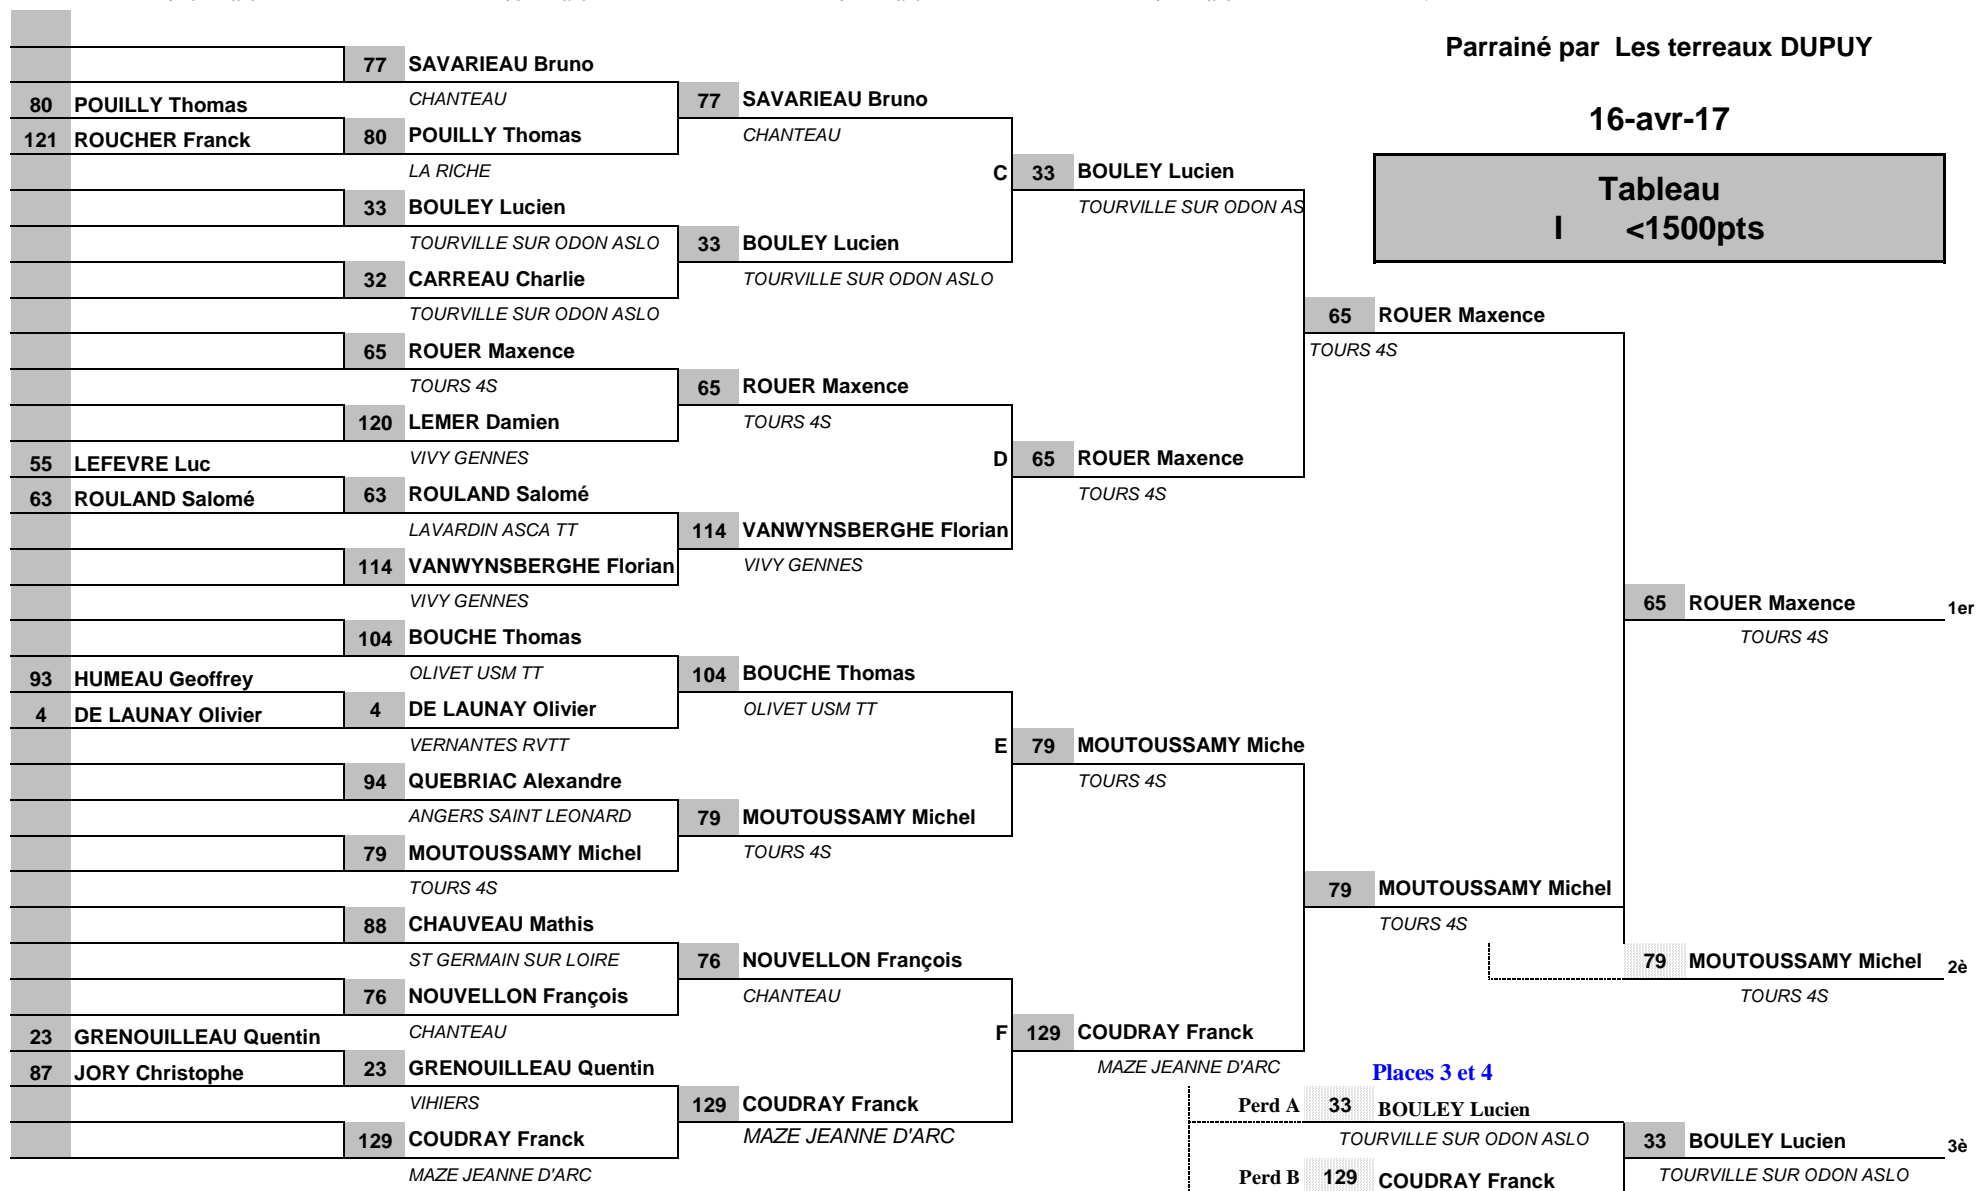 Parrainé par Les terreaux DUPUY
77 SAVARIEAU Bruno
80 POUILLY Thomas CHANTEAU 77 SAVARIEAU Bruno
16-avr-17
121 ROUCHER Franck 80 POUILLY Thomas CHANTEAU
LA RICHE C 33 BOULEY Lucien
Tableau
33 BOULEY Lucien TOURVILLE SUR ODON AS
I <1500pts
TOURVILLE SUR ODON ASLO 33 BOULEY Lucien
32 CARREAU Charlie TOURVILLE SUR ODON ASLO
TOURVILLE SUR ODON ASLO 65 ROUER Maxence
65 ROUER Maxence TOURS 4S
TOURS 4S 65 ROUER Maxence
120 LEMER Damien TOURS 4S
55 LEFEVRE Luc VIVY GENNES D 65 ROUER Maxence
63 ROULAND Salomé 63 ROULAND Salomé TOURS 4S
LAVARDIN ASCA TT 114 VANWYNSBERGHE Florian
114 VANWYNSBERGHE Florian VIVY GENNES
VIVY GENNES 65 ROUER Maxence 1er
104 BOUCHE Thomas TOURS 4S
93 HUMEAU Geoffrey OLIVET USM TT 104 BOUCHE Thomas
4 DE LAUNAY Olivier 4 DE LAUNAY Olivier OLIVET USM TT
VERNANTES RVTT E 79 MOUTOUSSAMY Miche
94 QUEBRIAC Alexandre TOURS 4S
ANGERS SAINT LEONARD 79 MOUTOUSSAMY Michel
79 MOUTOUSSAMY Michel TOURS 4S
TOURS 4S 79 MOUTOUSSAMY Michel
88 CHAUVEAU Mathis TOURS 4S
ST GERMAIN SUR LOIRE 76 NOUVELLON François 79 MOUTOUSSAMY Michel 2è
76 NOUVELLON François CHANTEAU TOURS 4S
23 GRENOUILLEAU Quentin CHANTEAU F 129 COUDRAY Franck
87 JORY Christophe 23 GRENOUILLEAU Quentin MAZE JEANNE D'ARC Places 3 et 4
VIHIERS 129 COUDRAY Franck Perd A 33 BOULEY Lucien
129 COUDRAY Franck MAZE JEANNE D'ARC TOURVILLE SUR ODON ASLO 33 BOULEY Lucien 3è
MAZE JEANNE D'ARC Perd B 129 COUDRAY Franck TOURVILLE SUR ODON ASLO